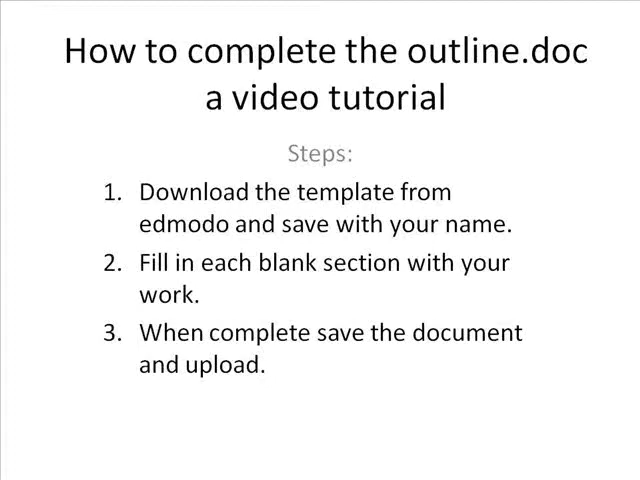 How to complete the outline.doc
a video tutorial
Steps:
1. Download the template from
edmodo and save with your name.
2. Fill in each blank section with your
work.
3. When complete save the document
and upload.